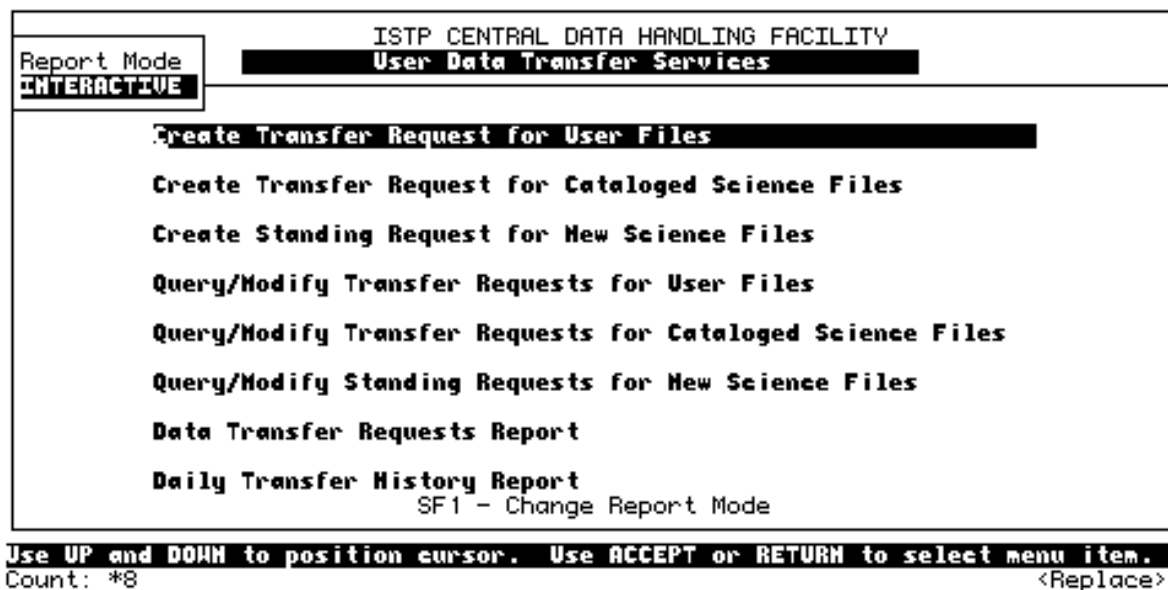 ISTP CENTRAL DATA HANDLING FACILITY
Report Mode
User Data Transfer Services
INTERACTIVE
Create Transfer Request for User Files
Create Transfer Request for Cataloged Science Files
Create Standing Request for New Science Files
Query/Modify Transfer Requests for User Files
Query/Modify Transfer Requests for Cataloged Science Files
Query/Modify Standing Requests for New Science Files
Data Transfer Requests Report
Daily Transfer History Report
SF1 - Change Report Mode
Use UP and DOWN to position cursor. Use ACCEPT or RETURN to select menu item.
Count: *8 <Replace>